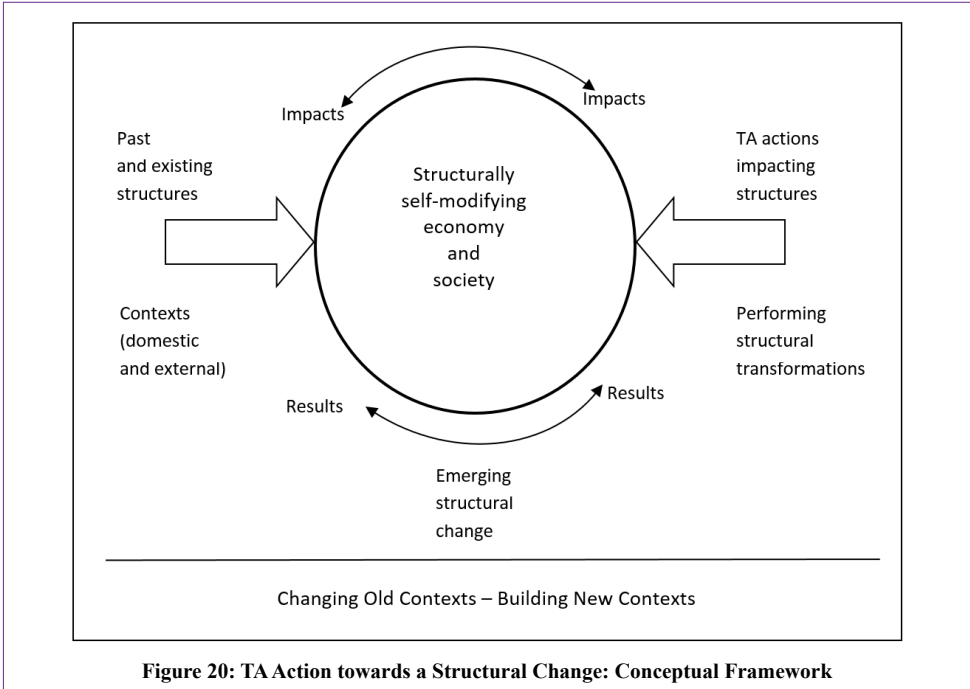 Impacts
Impacts
Past
and existing
structures
TA actions
impacting
structures
Structurally
self-modifying
economy
and
society
Contexts
(domestic
and external)
Performing
structural
transformations
Results
Results
Emerging
structural
change
Changing Old Contexts – Building New Contexts
Figure 20: TA Action towards a Structural Change: Conceptual Framework